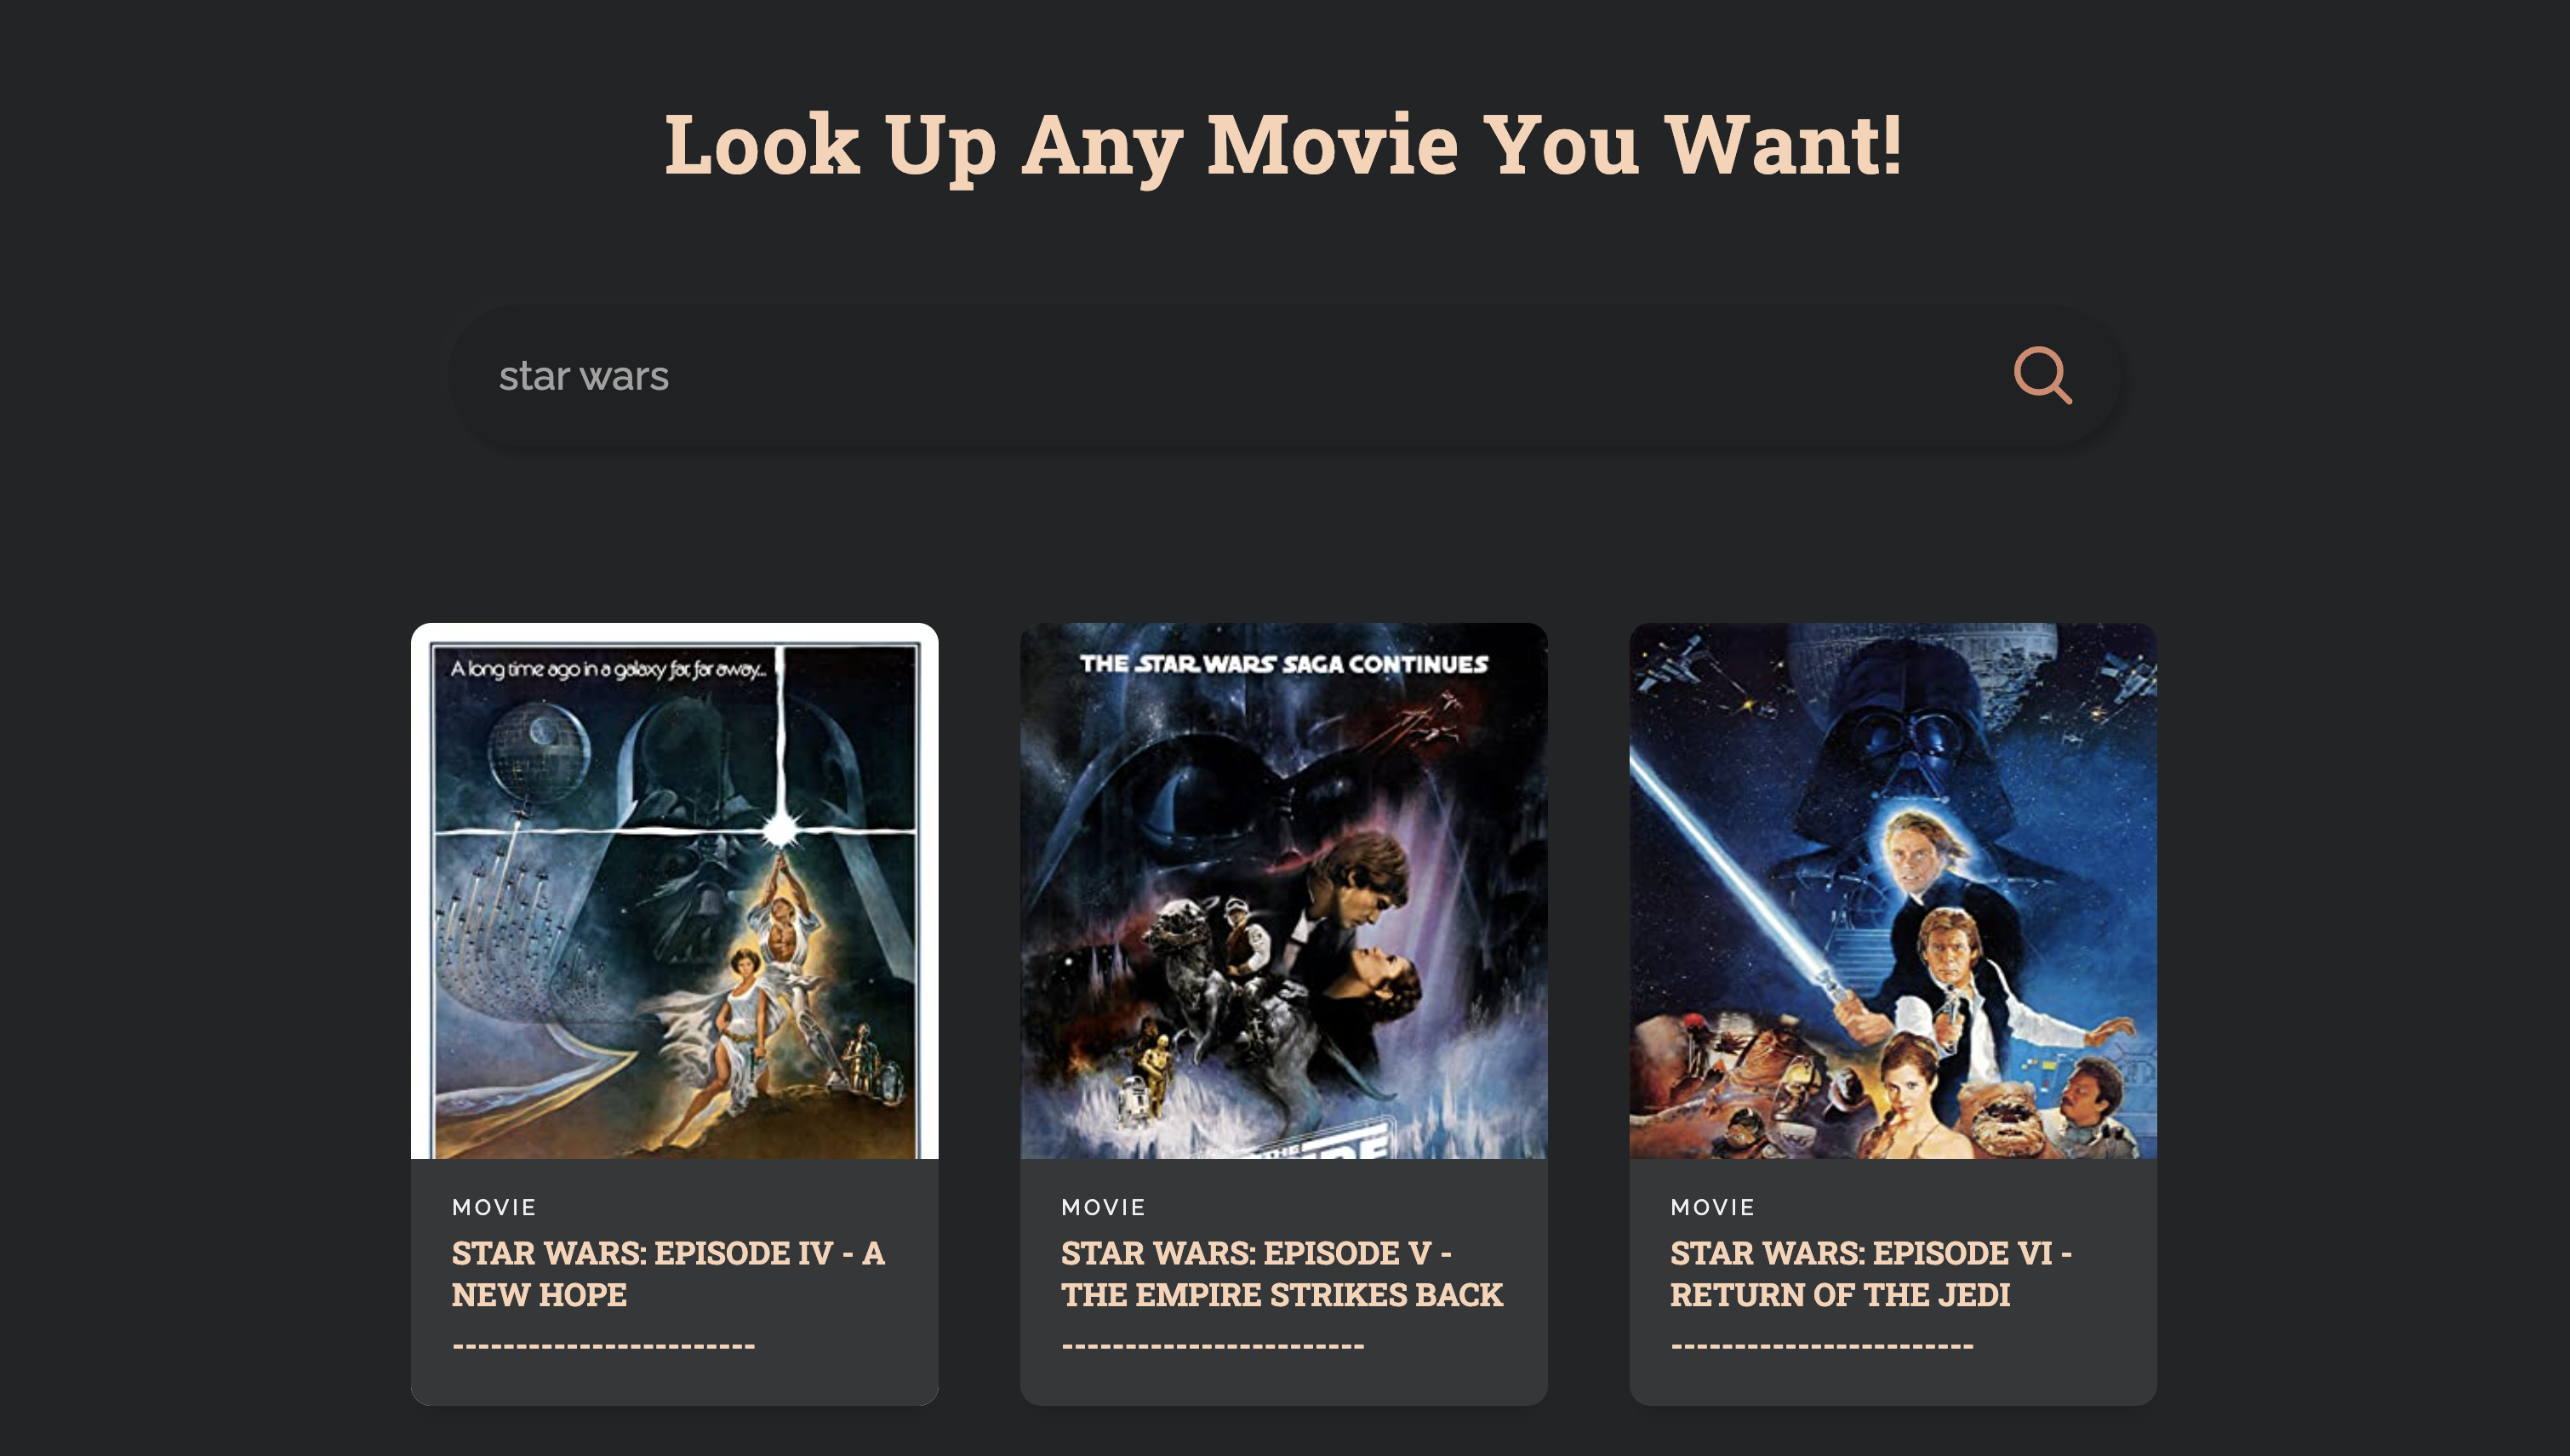 Look Up Any Movie You Want!
star wars
A long time ago in a galaxy far, far away...
THE STAR WARS SAGA CONTINUES
THE
MOVIE
STAR WARS: EPISODE IV - A
NEW HOPE
------------------------
MOVIE
STAR WARS: EPISODE V -
THE EMPIRE STRIKES BACK
------------------------
MOVIE
STAR WARS: EPISODE VI -
RETURN OF THE JEDI
------------------------